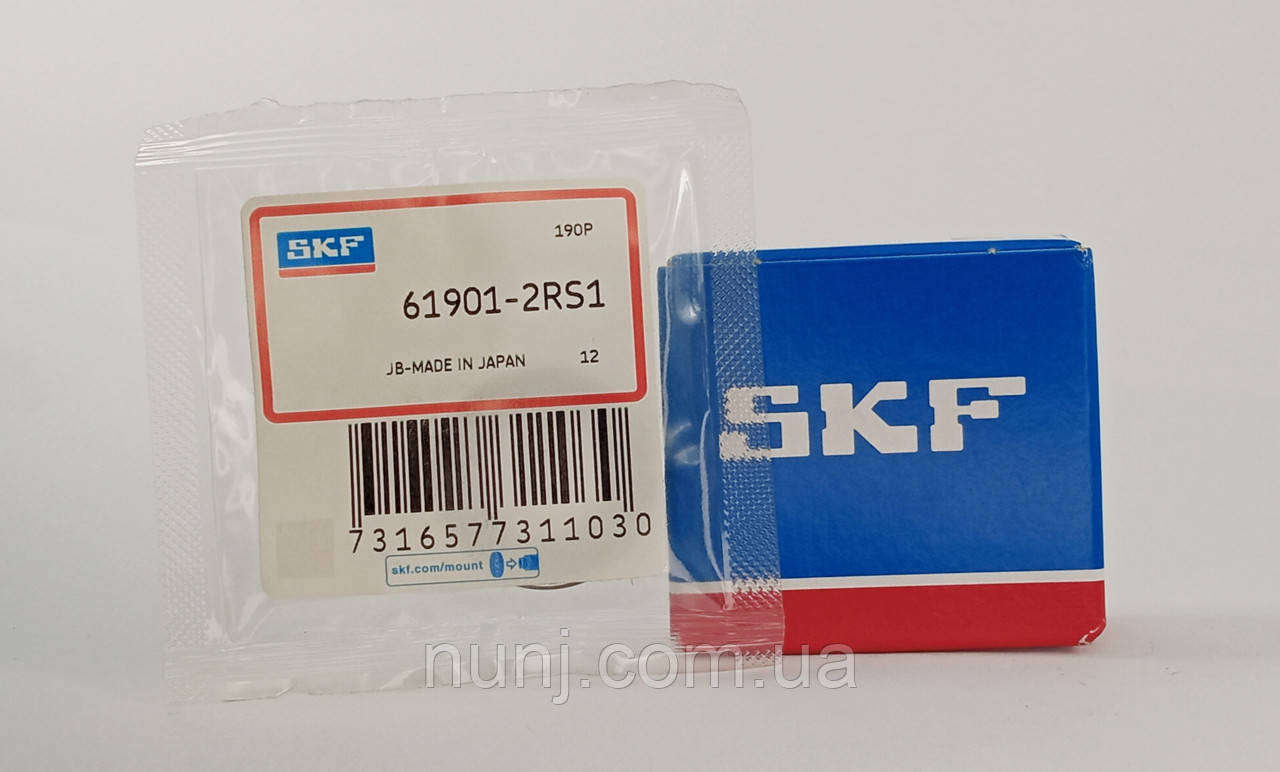 SKF
190P
61901-2RS1
JB-MADE IN JAPAN 12
7316577311030
skf.com/mount
SKF
nunj.com.ua